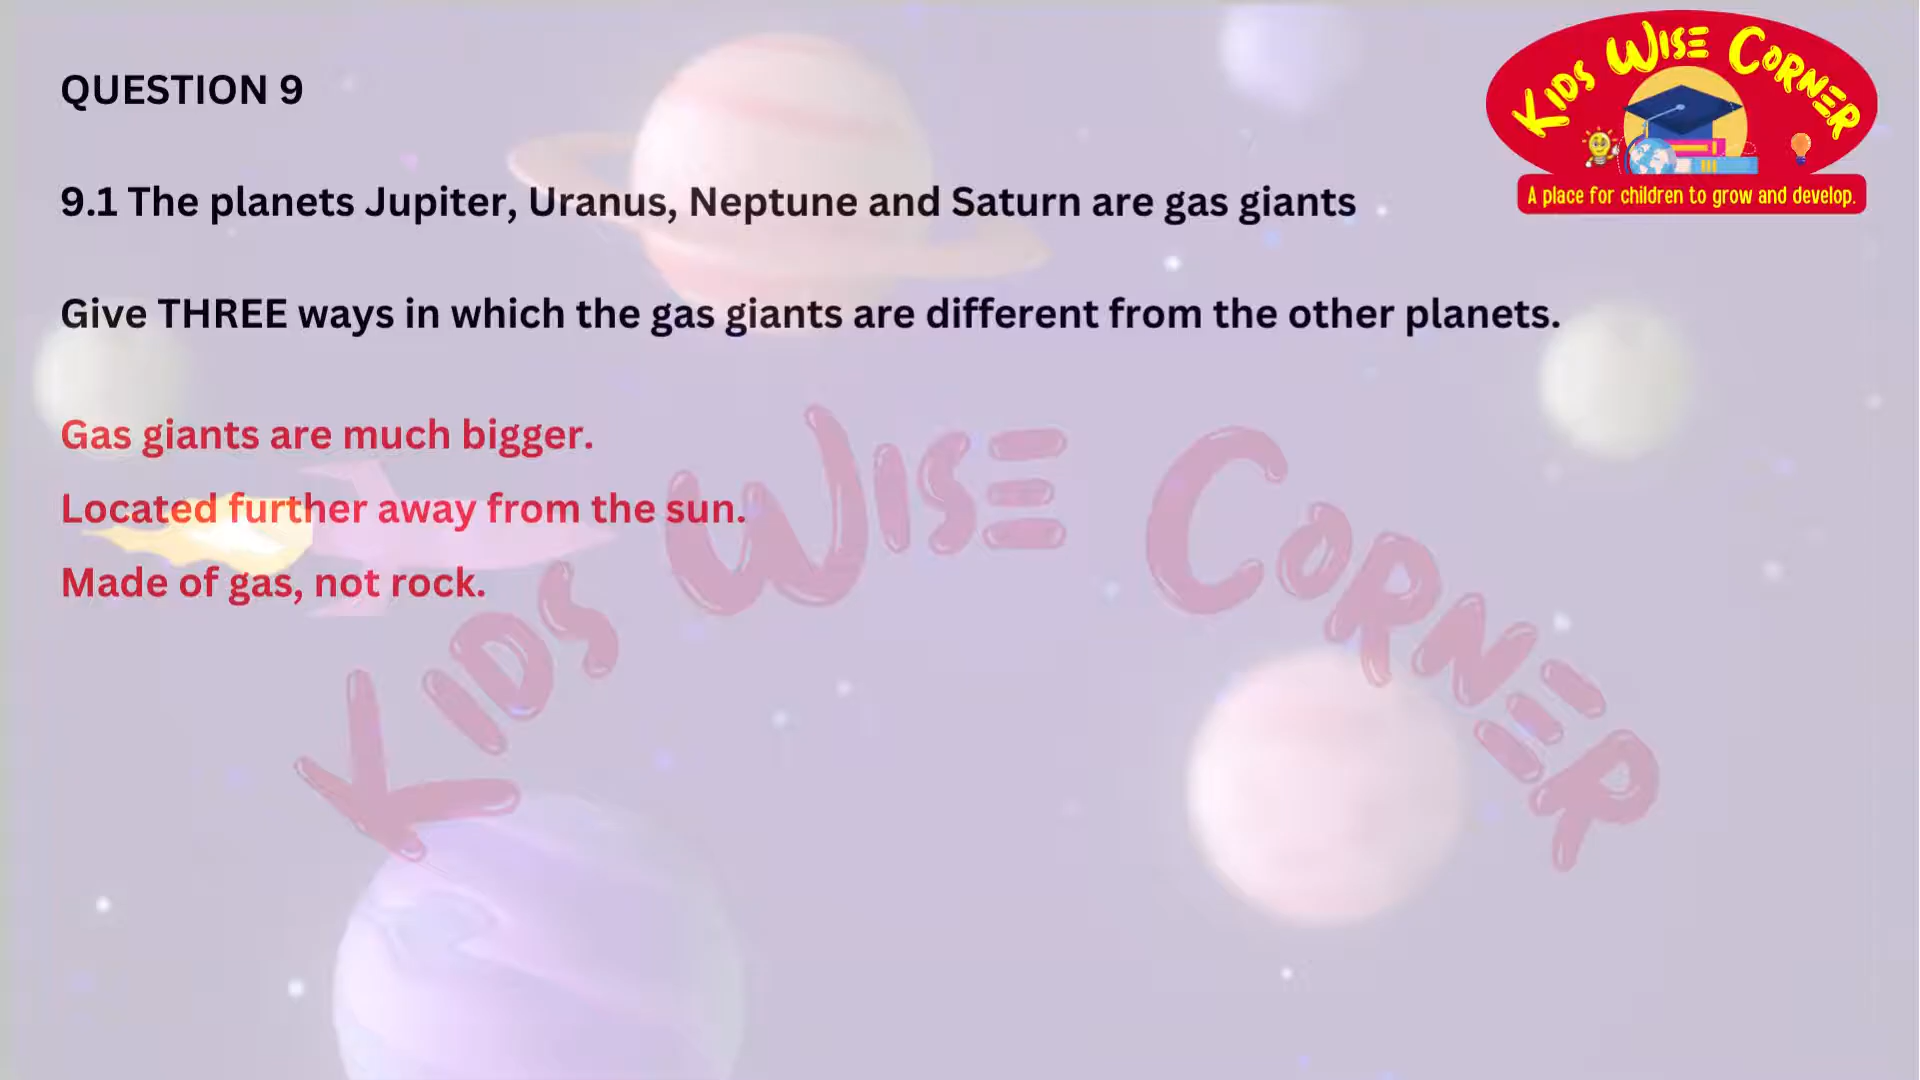 QUESTION 9
KIDS WISE CORNER
A place for children to grow and develop.
9.1 The planets Jupiter, Uranus, Neptune and Saturn are gas giants
Give THREE ways in which the gas giants are different from the other planets.
Gas giants are much bigger.
Located further away from the sun.
Made of gas, not rock.
KIDS WISE CORNER